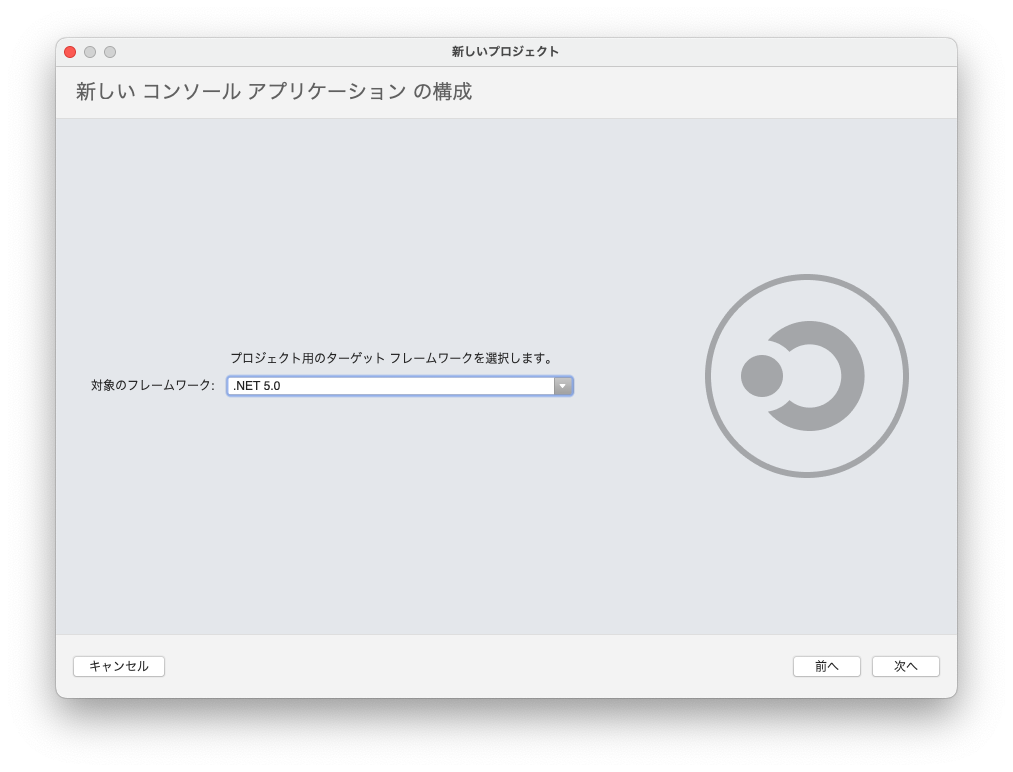 新しいプロジェクト
新しい コンソール アプリケーション の構成
プロジェクト用のターゲット フレームワークを選択します。
対象のフレームワーク: .NET 5.0
キャンセル 前へ 次へ